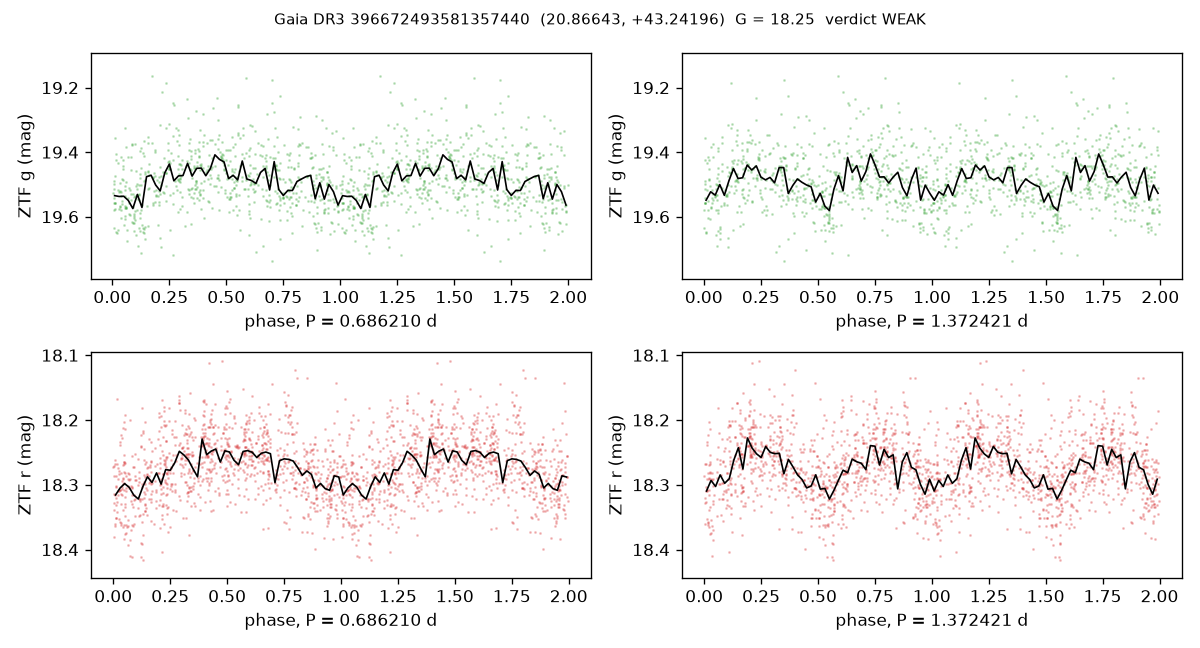 Gaia DR3 396672493581357440  (20.86643, +43.24196)  G = 18.25  verdict WEAK
ZTF g (mag)
19.2
19.4
19.6
0.00 0.25 0.50 0.75 1.00 1.25 1.50 1.75 2.00
phase, P = 0.686210 d
ZTF g (mag)
19.2
19.4
19.6
0.00 0.25 0.50 0.75 1.00 1.25 1.50 1.75 2.00
phase, P = 1.372421 d
ZTF r (mag)
18.1
18.2
18.3
18.4
0.00 0.25 0.50 0.75 1.00 1.25 1.50 1.75 2.00
phase, P = 0.686210 d
ZTF r (mag)
18.1
18.2
18.3
18.4
0.00 0.25 0.50 0.75 1.00 1.25 1.50 1.75 2.00
phase, P = 1.372421 d